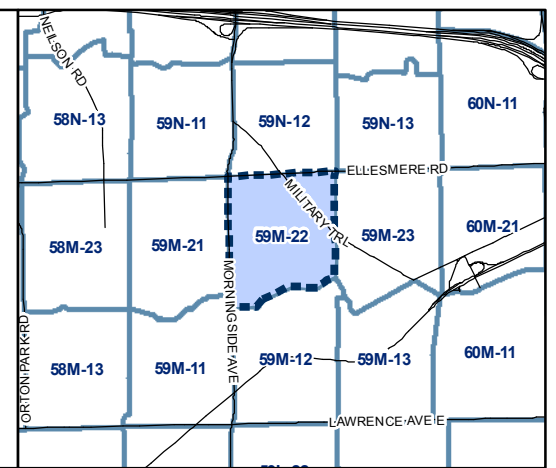 NEILSON RD
60N-11
58N-13
59N-11
59N-12
59N-13
ELLESMERE RD
MILITARY TRL
58M-23
59M-21
59M-22
59M-23
60M-21
MORNINGSIDE AVE
ORTON PARK RD
58M-13
59M-11
59M-12
59M-13
60M-11
LAWRENCE AVE E